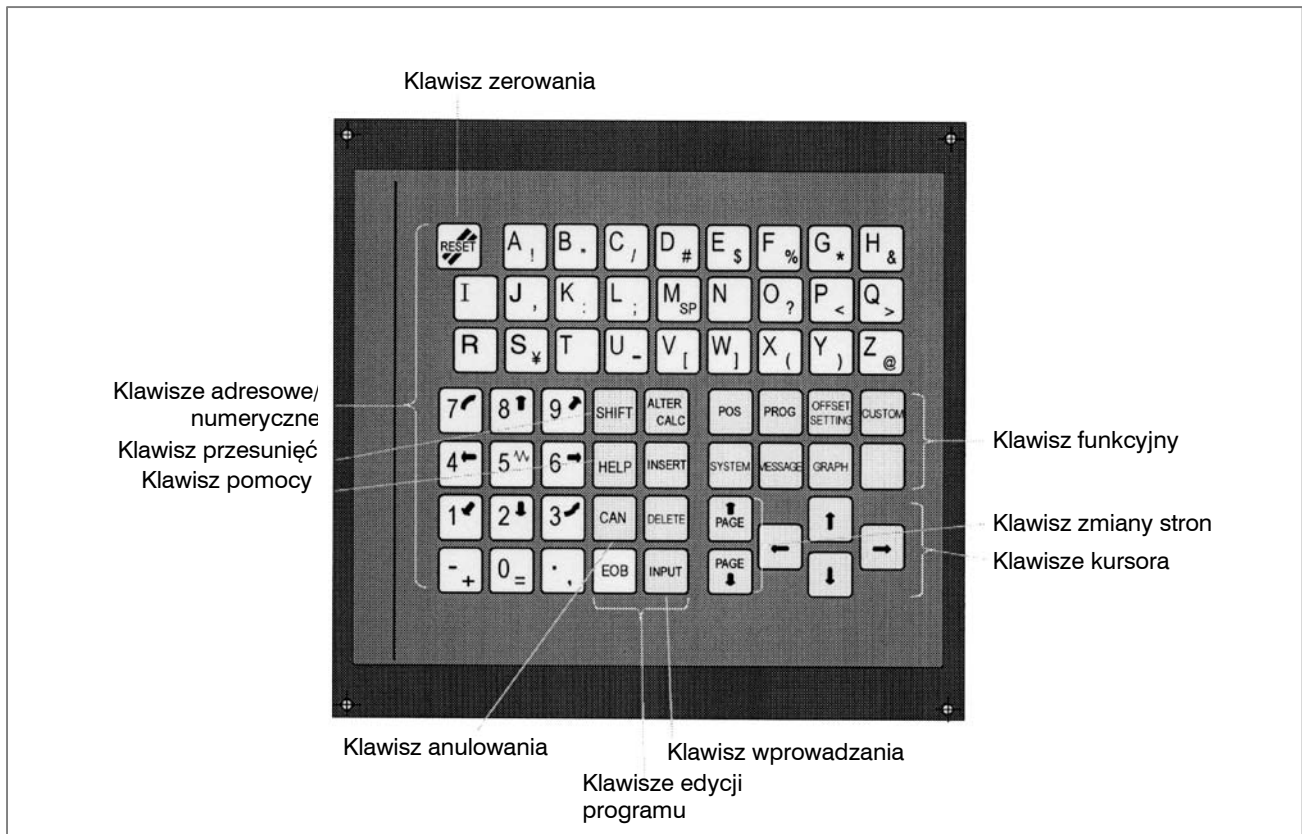 Klawisz zerowania
RESET A ! B " C / D # E $ F % G * H &
I J , K : L ; M SP N O ? P < Q >
R S ¥ T U _ V [ W ] X ( Y ) Z @
Klawisze adresowe/
numeryczne
Klawisz przesunięć
Klawisz pomocy
7 8 9 SHIFT ALTER CALC POS PROG OFFSET SETTING CUSTOM
4 5 6 HELP INSERT SYSTEM MESSAGE GRAPH
1 2 3 CAN DELETE PAGE
- + 0 = . , EOB INPUT PAGE
Klawisz funkcyjny
Klawisz zmiany stron
Klawisze kursora
Klawisz anulowania
Klawisz wprowadzania
Klawisze edycji
programu